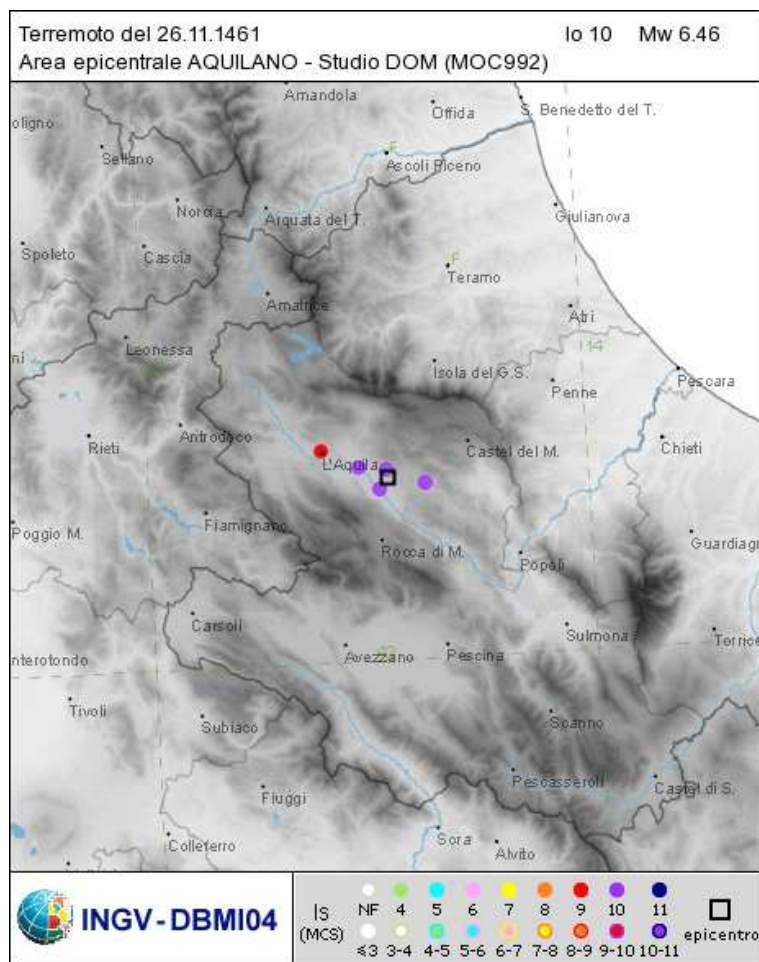 Terremoto del 26.11.1461 Io 10 Mw 6.46
Area epicentrale AQUILANO - Studio DOM (MOC992)
Amandola
Offida
S. Benedetto del T.
oligno
Sellano
F
Ascoli Piceno
Norcia
Arquata del T.
Giulianova
Spoleto
Cascia
F
Teramo
Amatrice
Atri
Leonessa
14
ni
Isola del G.S.
Penne
Pescara
Rieti
Antrodoco
L'Aquila
Castel del M.
Chieti
Poggio M.
Fiamignano
Rocca di M.
Popoli
Guardiagr
Carsoli
Sulmona
Torrice
nterotondo
Avezzano
Pescina
Tivoli
Subiaco
Scanno
Pescasseroli
Castel di S.
Fiuggi
Colleferro
Sora
Alvito
INGV-DBMI04
Is (MCS)
NF 4 5 6 7 8 9 10 11
≤3 3-4 4-5 5-6 6-7 7-8 8-9 9-10 10-11
epicentro